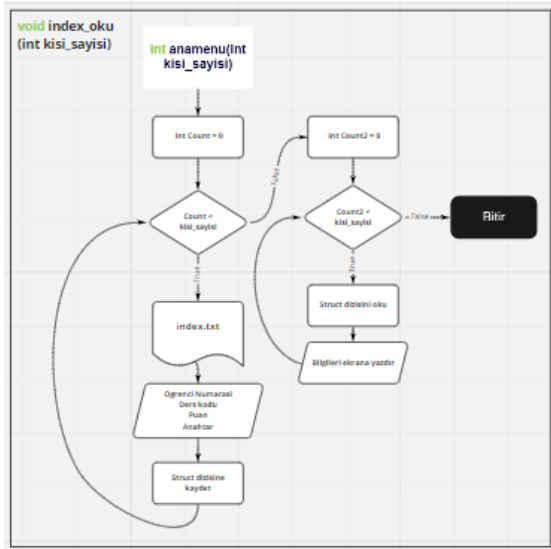 void index_oku
(int kisi_sayisi)
int anamenu(int
kisi_sayisi)
Int Count = 0
Count <
kisi_sayisi
False
True
index.txt
Ogrenci Numarasi
Ders kodu
Puan
Anahtar
Struct dizisine
kaydet
Int Count2 = 0
Count2 <
kisi_sayisi
False
Bitir
True
Struct dizisini oku
Bilgileri ekrana yazdır